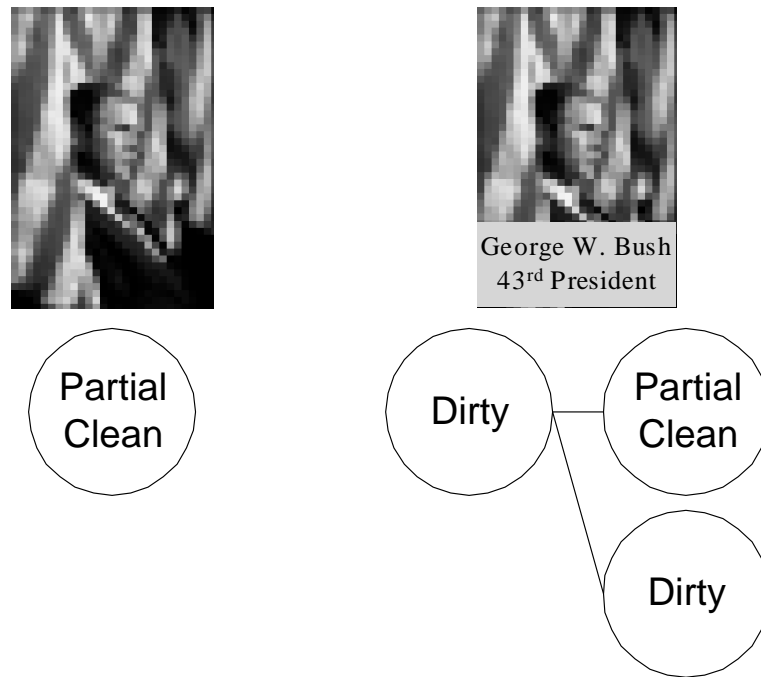 George W. Bush
43rd President
Partial
Clean
Dirty
Partial
Clean
Dirty